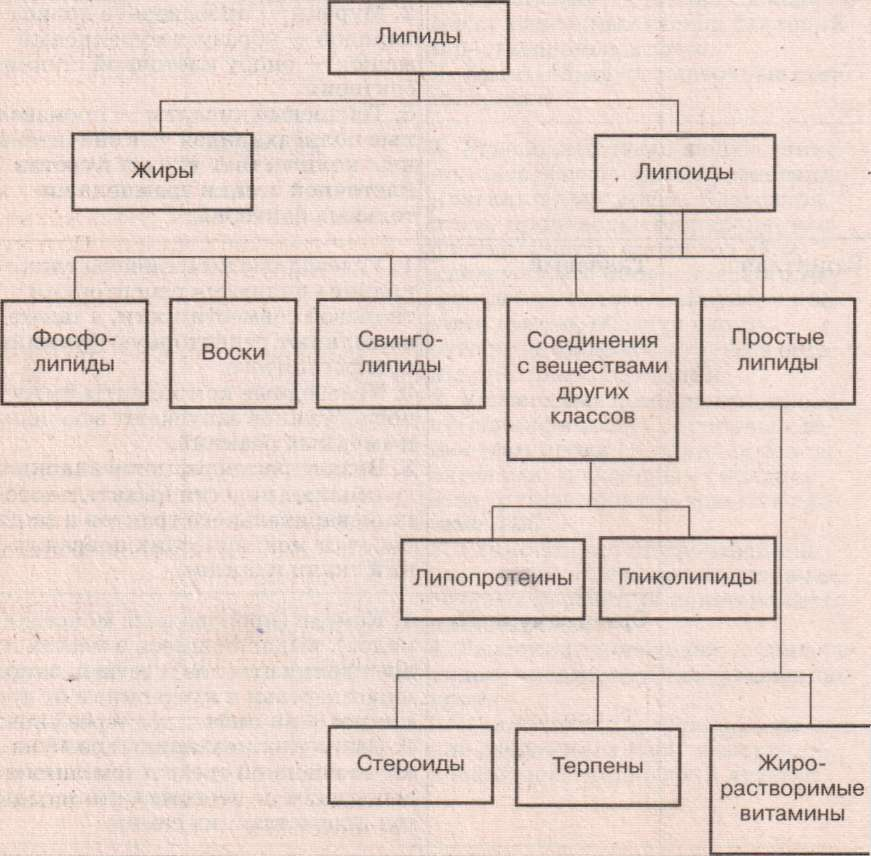 Липиды
Жиры
Липоиды
Фосфо-
липиды
Воски
Свинго-
липиды
Соединения
с веществами
других
классов
Простые
липиды
Липопротеины
Гликолипиды
Стероиды
Терпены
Жиро-
растворимые
витамины